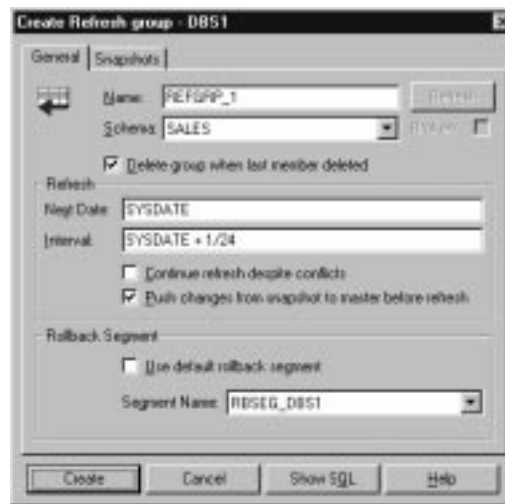 Create Refresh group - DBS1
General Snapshots
Name: REFGRP_1
Schema: SALES
Delete group when last member deleted
Refresh
Next Date: SYSDATE
Interval: SYSDATE + 1/24
Continue refresh despite conflicts
Push changes from snapshot to master before refresh
Rollback Segment
Use default rollback segment
Segment Name: RBSEG_DBS1
Create Cancel Show SQL Help